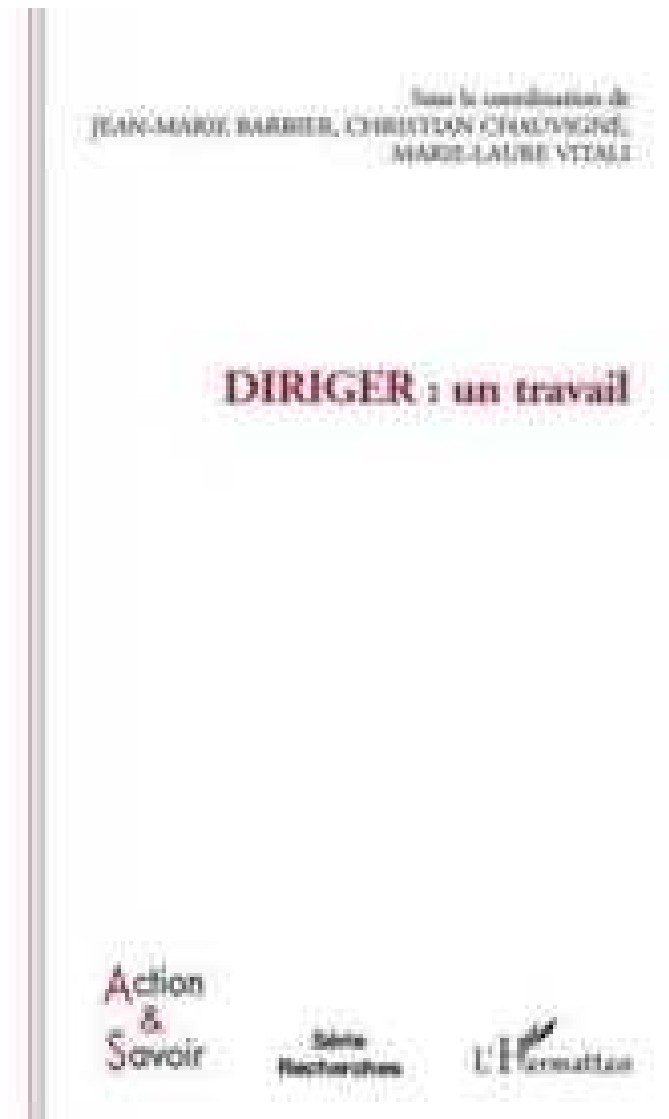 Sous la coordination de
JEAN-MARIE BARBIER, CHRISTIAN CHAUVIGNÉ,
MARIE-LAURE VITALI
DIRIGER : un travail
Action
&
Savoir
Série
Recherches
L'Harmattan